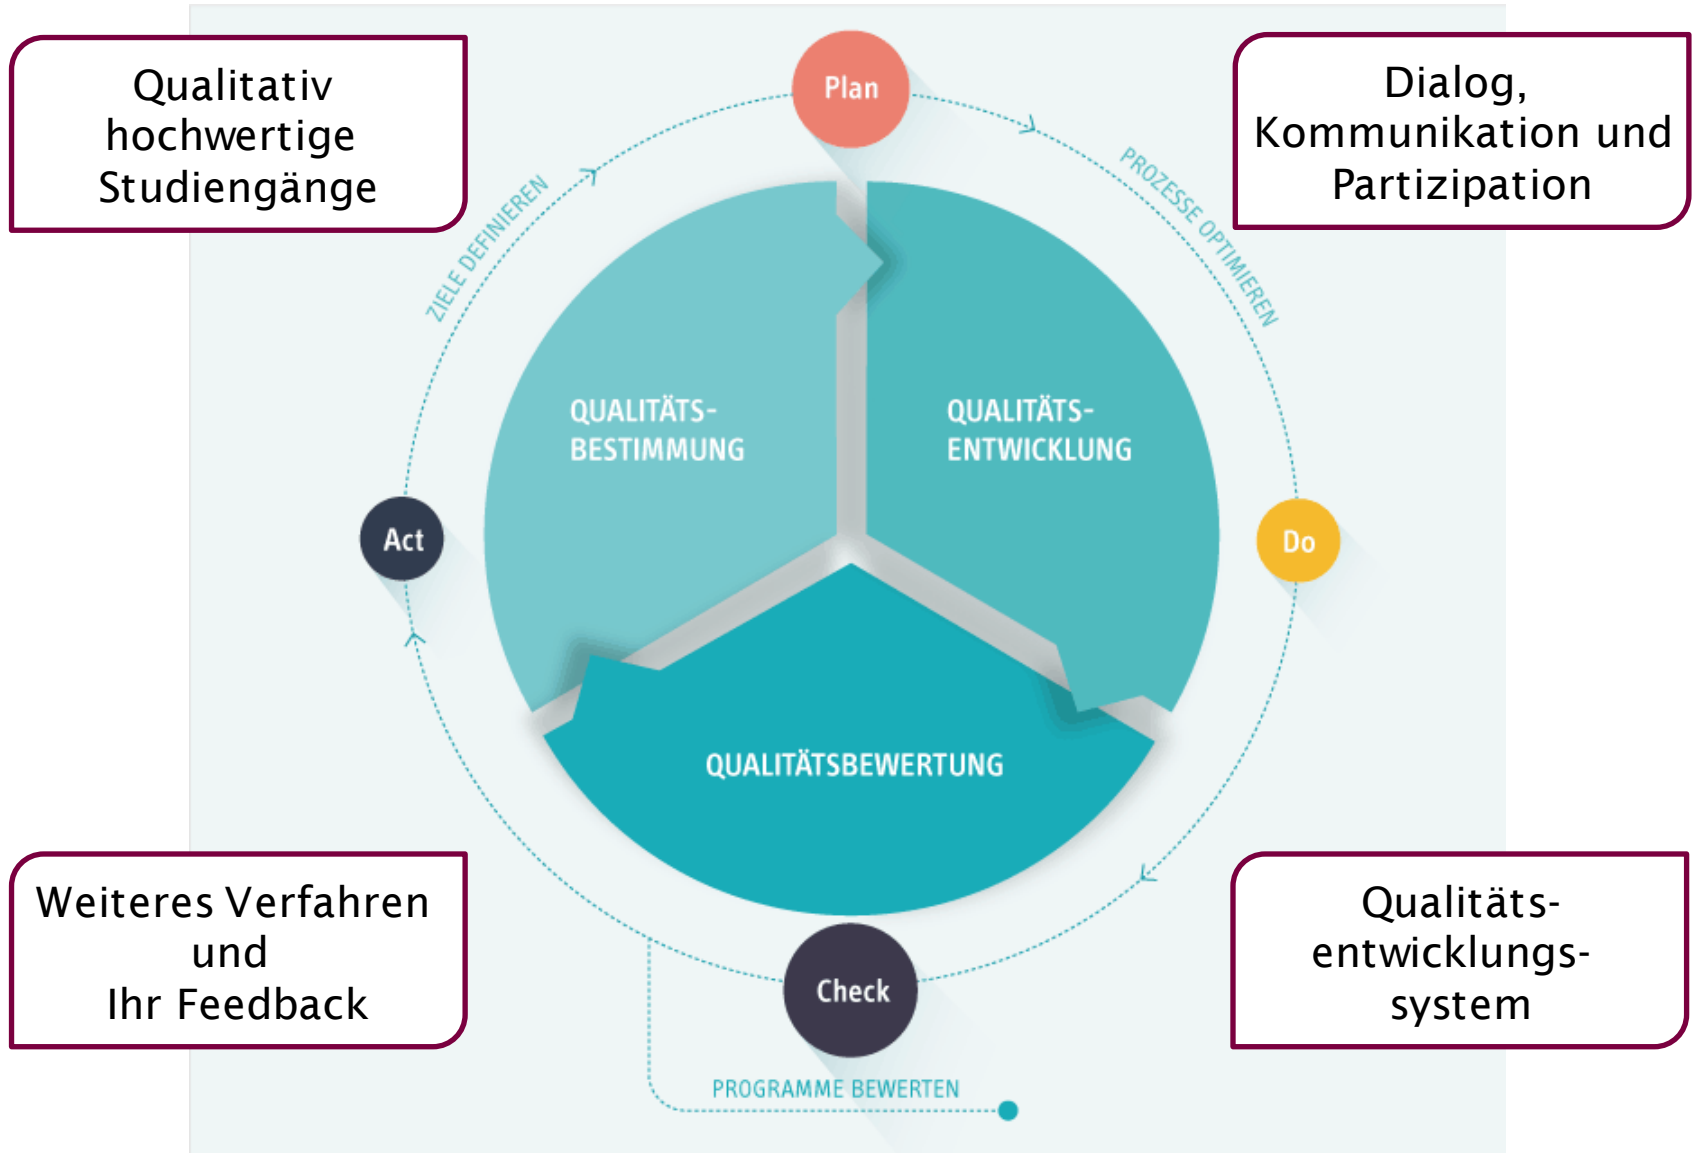 Qualitativ
hochwertige
Studiengänge
Plan
Dialog,
Kommunikation und
Partizipation
ZIELE DEFINIEREN
PROZESSE OPTIMIEREN
QUALITÄTS-
BESTIMMUNG
QUALITÄTS-
ENTWICKLUNG
Act
Do
QUALITÄTSBEWERTUNG
Weiteres Verfahren
und
Ihr Feedback
Check
Qualitäts-
entwicklungs-
system
PROGRAMME BEWERTEN